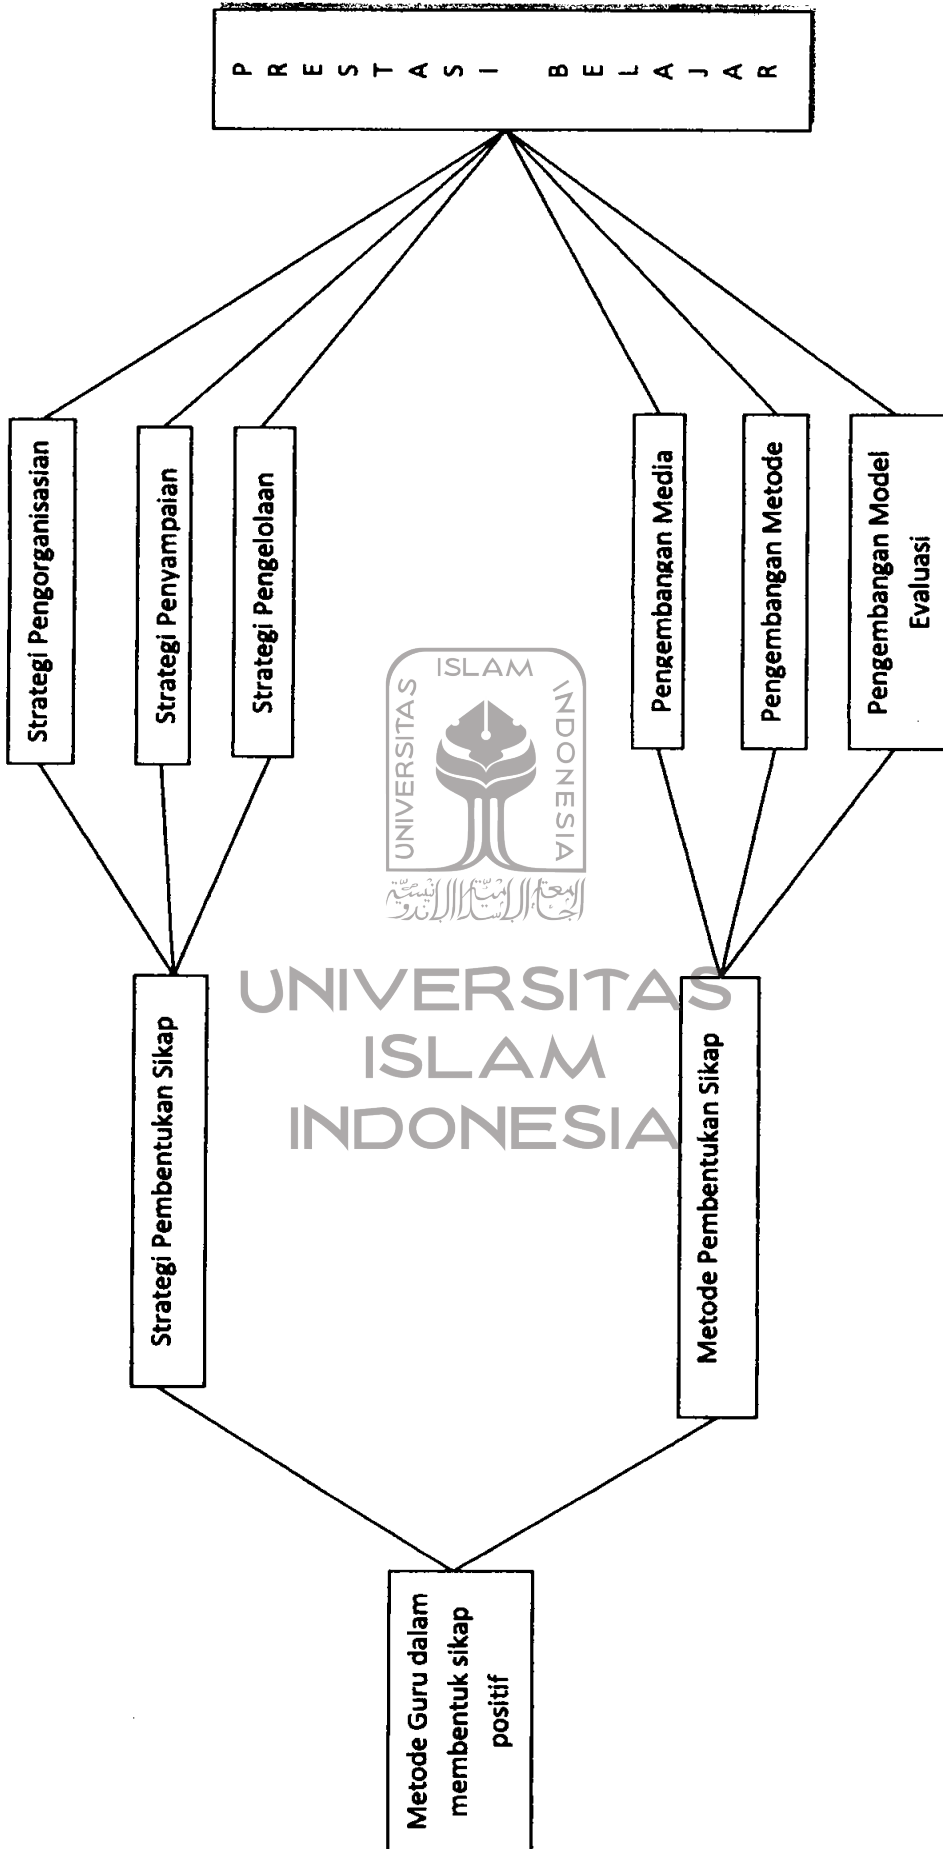 Metode Guru dalam
membentuk sikap
positif
Strategi Pembentukan Sikap
Metode Pembentukan Sikap
Strategi Pengorganisasian
Strategi Penyampaian
Strategi Pengelolaan
Pengembangan Media
Pengembangan Metode
Pengembangan Model
Evaluasi
PRESTASI BELAJAR
UNIVERSITAS
ISLAM
INDONESIA
UNIVERSITAS
ISLAM
INDONESIA